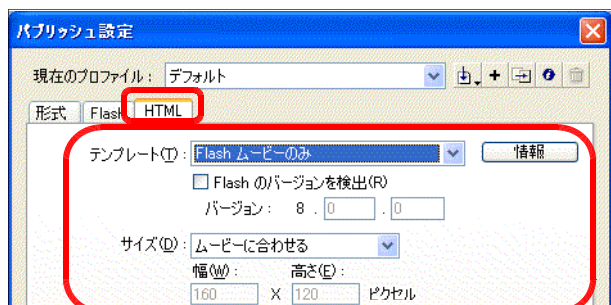 パブリッシュ設定
現在のプロファイル： デフォルト
形式 Flash HTML
テンプレート(T)： Flash ムービーのみ 情報
Flash のバージョンを検出(R)
バージョン： 8 . 0 . 0
サイズ(D)： ムービーに合わせる
幅(W)： 高さ(E)：
160 X 120 ピクセル